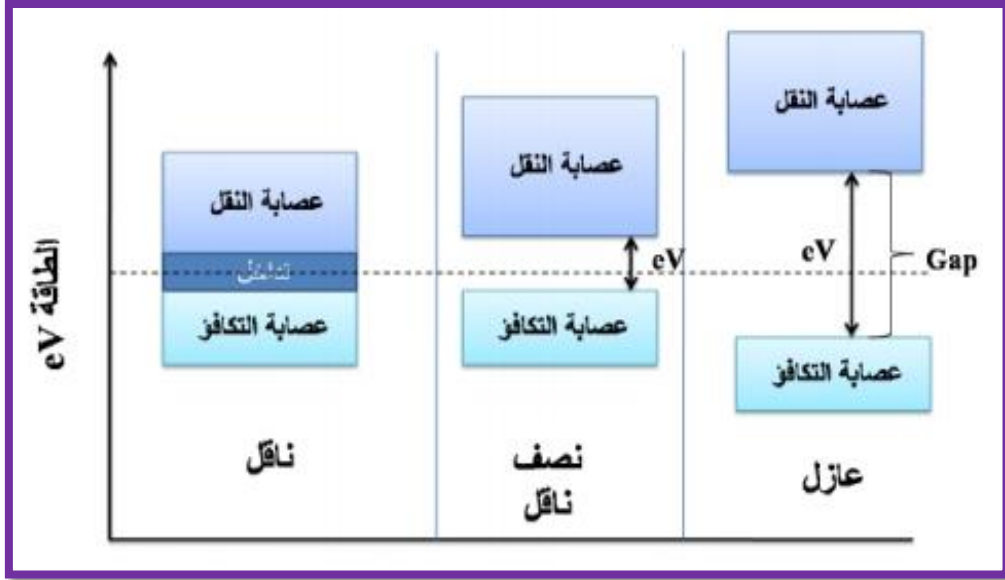 عصابة النقل
عصابة النقل
عصابة النقل
تداخل
eV
eV
Gap
عصابة التكافؤ
عصابة التكافؤ
عصابة التكافؤ
الطاقة eV
ناقل
نصف
ناقل
عازل